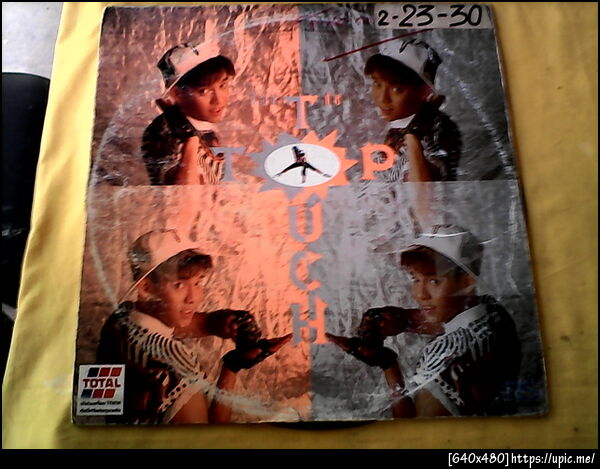 2-23-30
TOUCH
TOP
TOTAL
[640x480]https://upic.me/